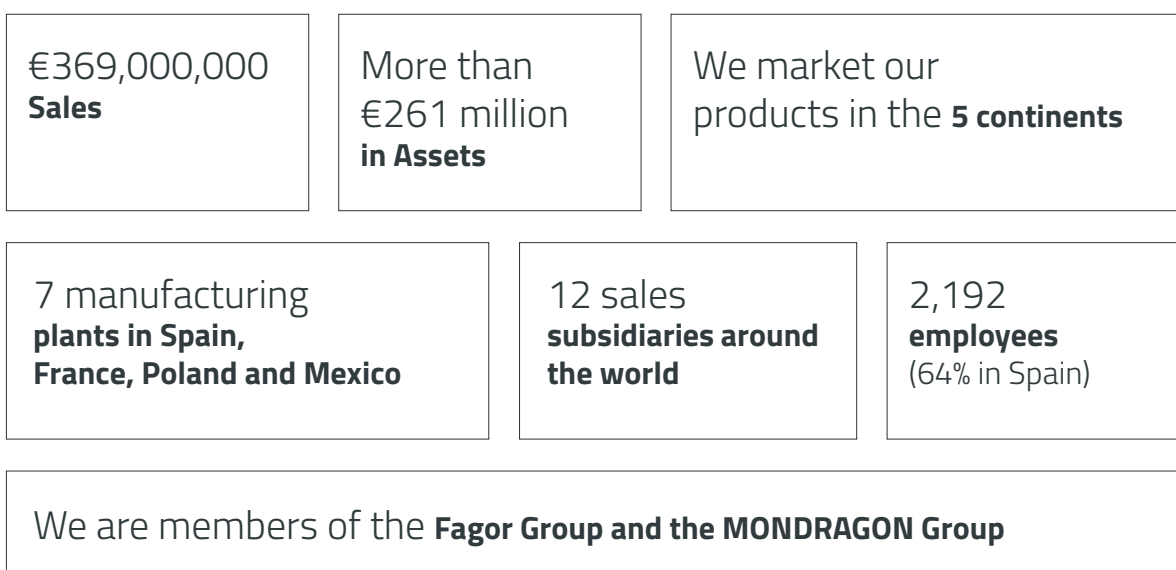 €369,000,000
Sales
More than
€261 million
in Assets
We market our
products in the 5 continents
7 manufacturing
plants in Spain,
France, Poland and Mexico
12 sales
subsidiaries around
the world
2,192
employees
(64% in Spain)
We are members of the Fagor Group and the MONDRAGON Group